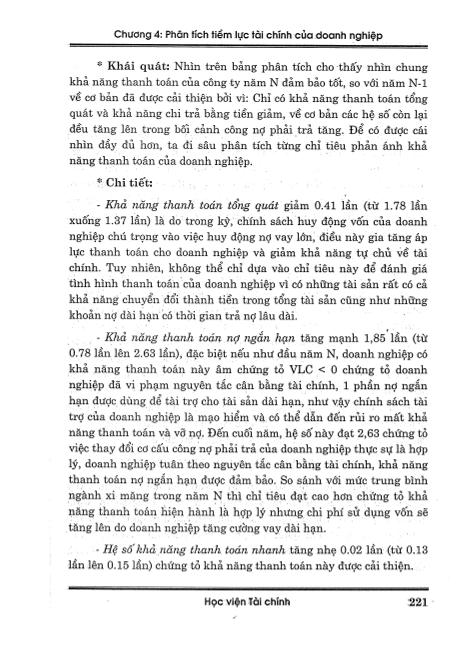 Chương 4: Phân tích tiềm lực tài chính của doanh nghiệp
* Khái quát: Nhìn trên bảng phân tích cho thấy nhìn chung
khả năng thanh toán của công ty năm N đảm bảo tốt, so với năm N-1
về cơ bản đã được cải thiện bởi vì: Chỉ có khả năng thanh toán tổng
quát và khả năng chi trả bằng tiền giảm, về cơ bản các hệ số còn lại
đều tăng lên trong bối cảnh công nợ phải trả tăng. Để có được cái
nhìn đầy đủ hơn, ta đi sâu phân tích từng chỉ tiêu phản ánh khả
năng thanh toán của doanh nghiệp.
* Chi tiết:
- Khả năng thanh toán tổng quát giảm 0.41 lần (từ 1.78 lần
xuống 1.37 lần) là do trong kỳ, chính sách huy động vốn của doanh
nghiệp chú trọng vào việc huy động nợ vay lớn, điều này gia tăng áp
lực thanh toán cho doanh nghiệp và giảm khả năng tự chủ về tài
chính. Tuy nhiên, không thể chỉ dựa vào chỉ tiêu này để đánh giá
tình hình thanh toán của doanh nghiệp vì có những tài sản rất có cả
khả năng chuyển đổi thành tiền trong tổng tài sản cũng như những
khoản nợ dài hạn có thời gian trả nợ lâu dài.
- Khả năng thanh toán nợ ngắn hạn tăng mạnh 1,85 lần (từ
0.78 lần lên 2.63 lần), đặc biệt nếu như đầu năm N, doanh nghiệp có
khả năng thanh toán này âm chứng tỏ VLC < 0 chứng tỏ doanh
nghiệp đã vi phạm nguyên tắc cân bằng tài chính, 1 phần nợ ngắn
hạn được dùng để tài trợ cho tài sản dài hạn, như vậy chính sách tài
trợ của doanh nghiệp là mạo hiểm và có thể dẫn đến rủi ro mất khả
năng thanh toán và vỡ nợ. Đến cuối năm, hệ số này đạt 2,63 chứng tỏ
việc thay đổi cơ cấu công nợ phải trả của doanh nghiệp thực sự là hợp
lý, doanh nghiệp tuân theo nguyên tắc cân bằng tài chính, khả năng
thanh toán nợ ngắn hạn được đảm bảo. So sánh với mức trung bình
ngành xi măng trong năm N thì chỉ tiêu đạt cao hơn chứng tỏ khả
năng thanh toán hiện hành là hợp lý nhưng chi phí sử dụng vốn sẽ
tăng lên do doanh nghiệp tăng cường vay dài hạn.
- Hệ số khả năng thanh toán nhanh tăng nhẹ 0.02 lần (từ 0.13
lần lên 0.15 lần) chứng tỏ khả năng thanh toán này được cải thiện.
Học viện Tài chính 221